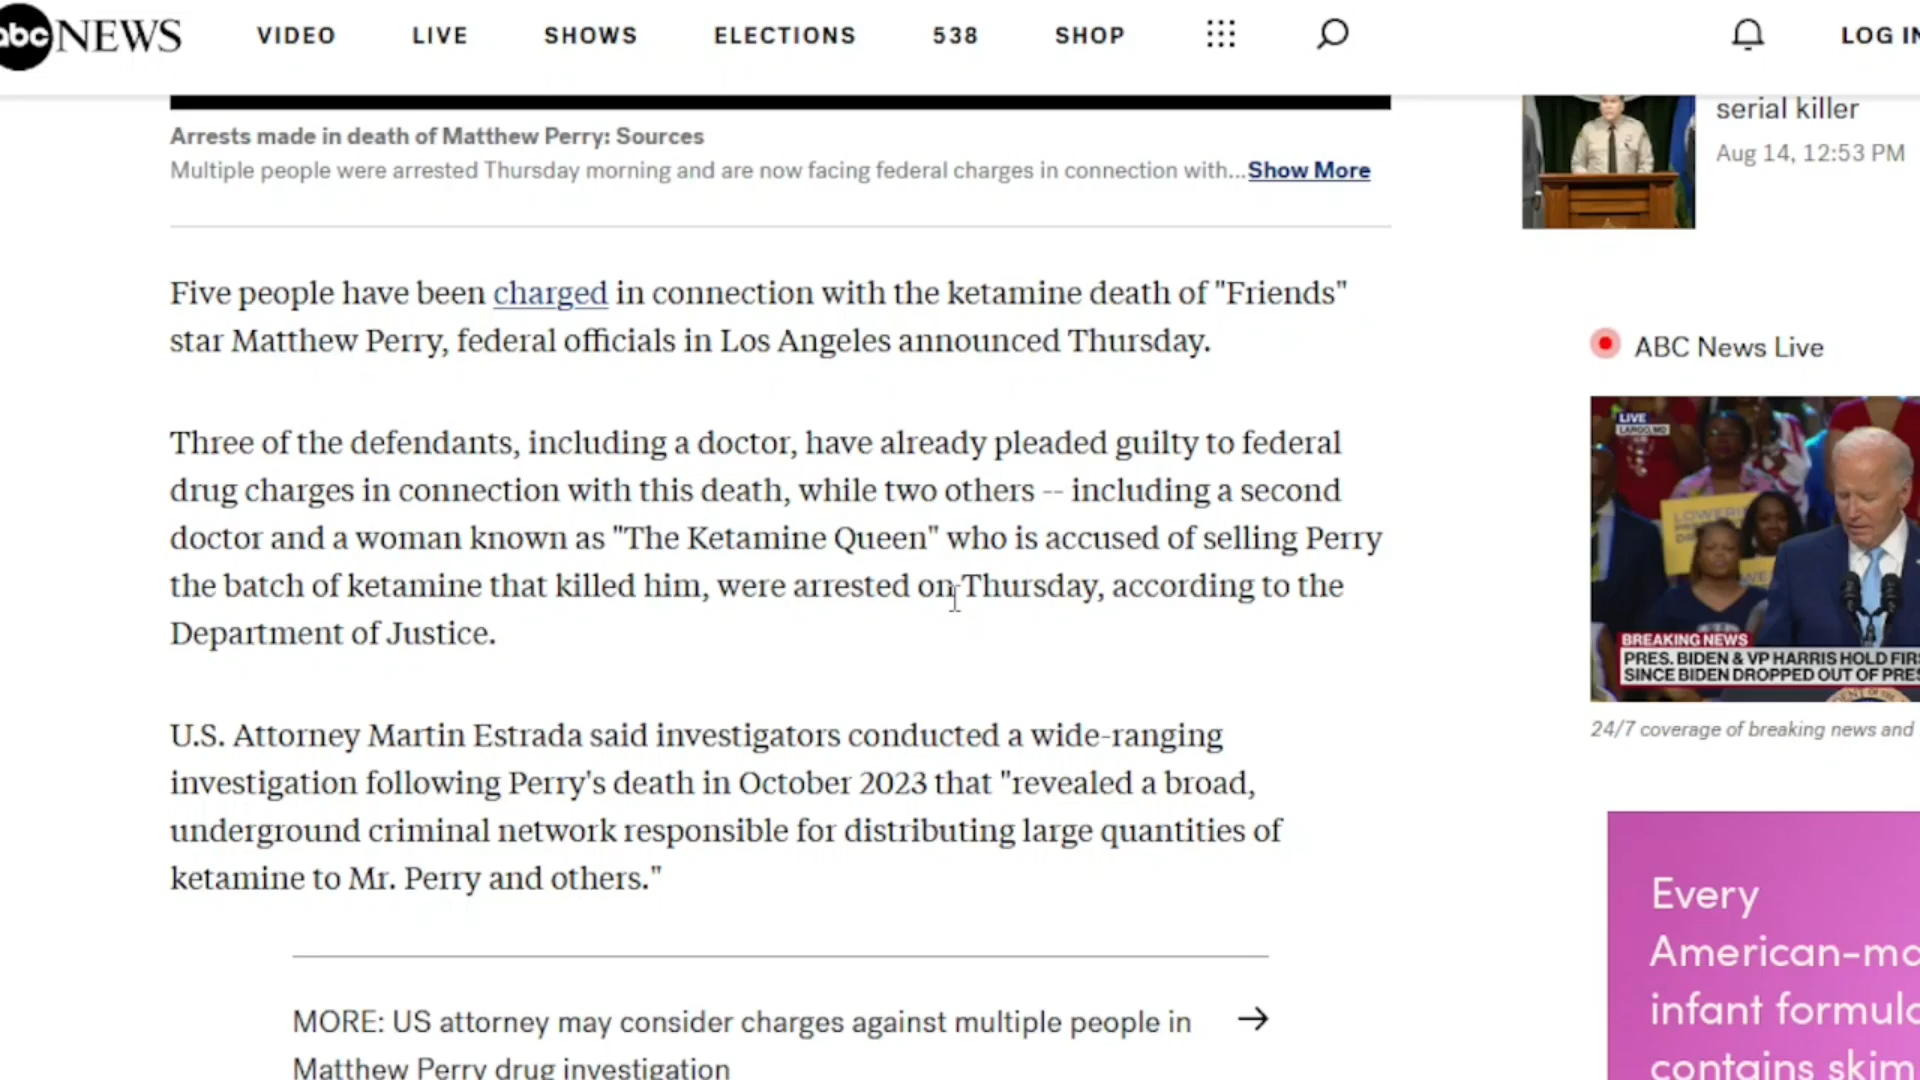 abc NEWS VIDEO LIVE SHOWS ELECTIONS 538 SHOP LOG IN
Arrests made in death of Matthew Perry: Sources
Multiple people were arrested Thursday morning and are now facing federal charges in connection with...Show More
Five people have been charged in connection with the ketamine death of "Friends"
star Matthew Perry, federal officials in Los Angeles announced Thursday.
Three of the defendants, including a doctor, have already pleaded guilty to federal
drug charges in connection with this death, while two others -- including a second
doctor and a woman known as "The Ketamine Queen" who is accused of selling Perry
the batch of ketamine that killed him, were arrested on Thursday, according to the
Department of Justice.
U.S. Attorney Martin Estrada said investigators conducted a wide-ranging
investigation following Perry's death in October 2023 that "revealed a broad,
underground criminal network responsible for distributing large quantities of
ketamine to Mr. Perry and others."
MORE: US attorney may consider charges against multiple people in
Matthew Perry drug investigation
serial killer
Aug 14, 12:53 PM
ABC News Live
LIVE
LARGO, MD
BREAKING NEWS
PRES. BIDEN & VP HARRIS HOLD FIR
SINCE BIDEN DROPPED OUT OF PRES
24/7 coverage of breaking news and
Every
American-ma
infant formula
contains skim